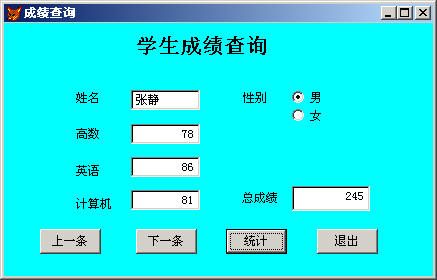 成绩查询
学生成绩查询
姓名 张静 性别 男
女
高数 78
英语 86
计算机 81 总成绩 245
上一条 下一条 统计 退出